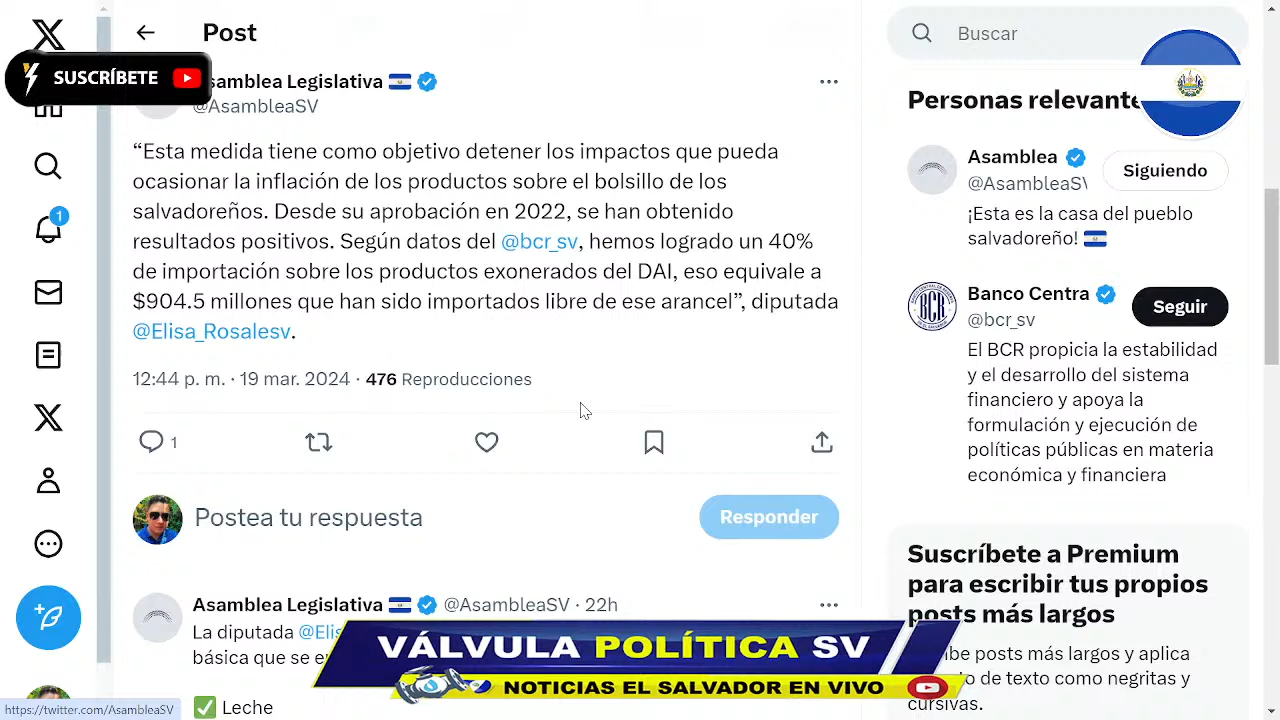 Post
SUSCRÍBETE
samblea Legislativa
@AsambleaSV
“Esta medida tiene como objetivo detener los impactos que pueda
ocasionar la inflación de los productos sobre el bolsillo de los
salvadoreños. Desde su aprobación en 2022, se han obtenido
resultados positivos. Según datos del @bcr_sv, hemos logrado un 40%
de importación sobre los productos exonerados del DAI, eso equivale a
$904.5 millones que han sido importados libre de ese arancel”, diputada
@Elisa_Rosalesv.
12:44 p. m. · 19 mar. 2024 · 476 Reproducciones
1
1
Postea tu respuesta
Responder
Asamblea Legislativa @AsambleaSV · 22h
La diputada @Elis
básica que se e
Leche
Buscar
Personas relevante
Asamblea
@AsambleaSV
Siguiendo
¡Esta es la casa del pueblo
salvadoreño!
Banco Centra
@bcr_sv
Seguir
BCR
El BCR propicia la estabilidad
y el desarrollo del sistema
financiero y apoya la
formulación y ejecución de
políticas públicas en materia
económica y financiera
Suscríbete a Premium
para escribir tus propios
posts más largos
be posts más largos y aplica
o de texto como negritas y
cursivas.
VÁLVULA POLÍTICA SV
NOTICIAS EL SALVADOR EN VIVO
https://twitter.com/AsambleaSV